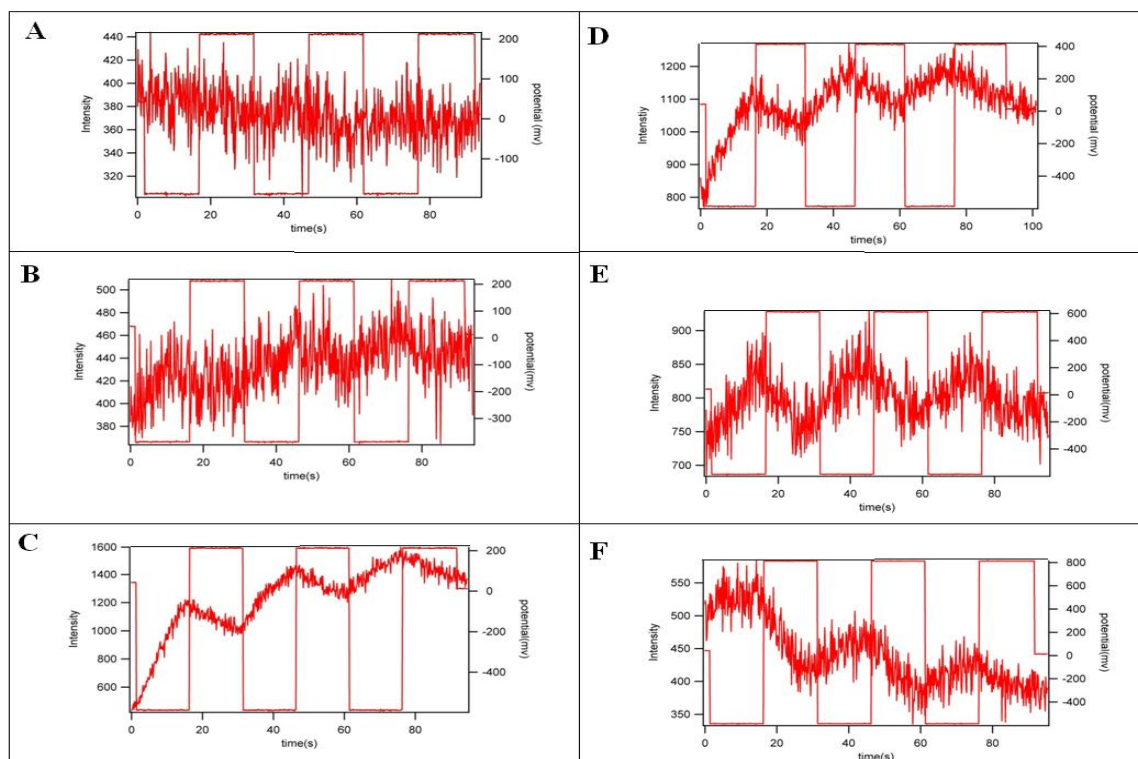 A
440
420
400
380
360
340
320
Intensity
200
100
0
-100
potential (mv)
0 20 40 60 80
time(s)
D
1200
1100
1000
900
800
Intenstiy
400
200
0
-200
-400
potential (mv)
0 20 40 60 80 100
time(s)
B
500
480
460
440
420
400
380
Intensity
200
100
0
-100
-200
-300
potential(mv)
0 20 40 60 80
time(s)
E
900
850
800
750
700
Intensity
600
400
200
0
-200
-400
potential(mv)
0 20 40 60 80
time(s)
C
1600
1400
1200
1000
800
600
Intensity
200
0
-200
-400
potential(mv)
0 20 40 60 80
time(s)
F
550
500
450
400
350
Intensity
800
600
400
200
0
-200
-400
potential(mv)
0 20 40 60 80
time(s)